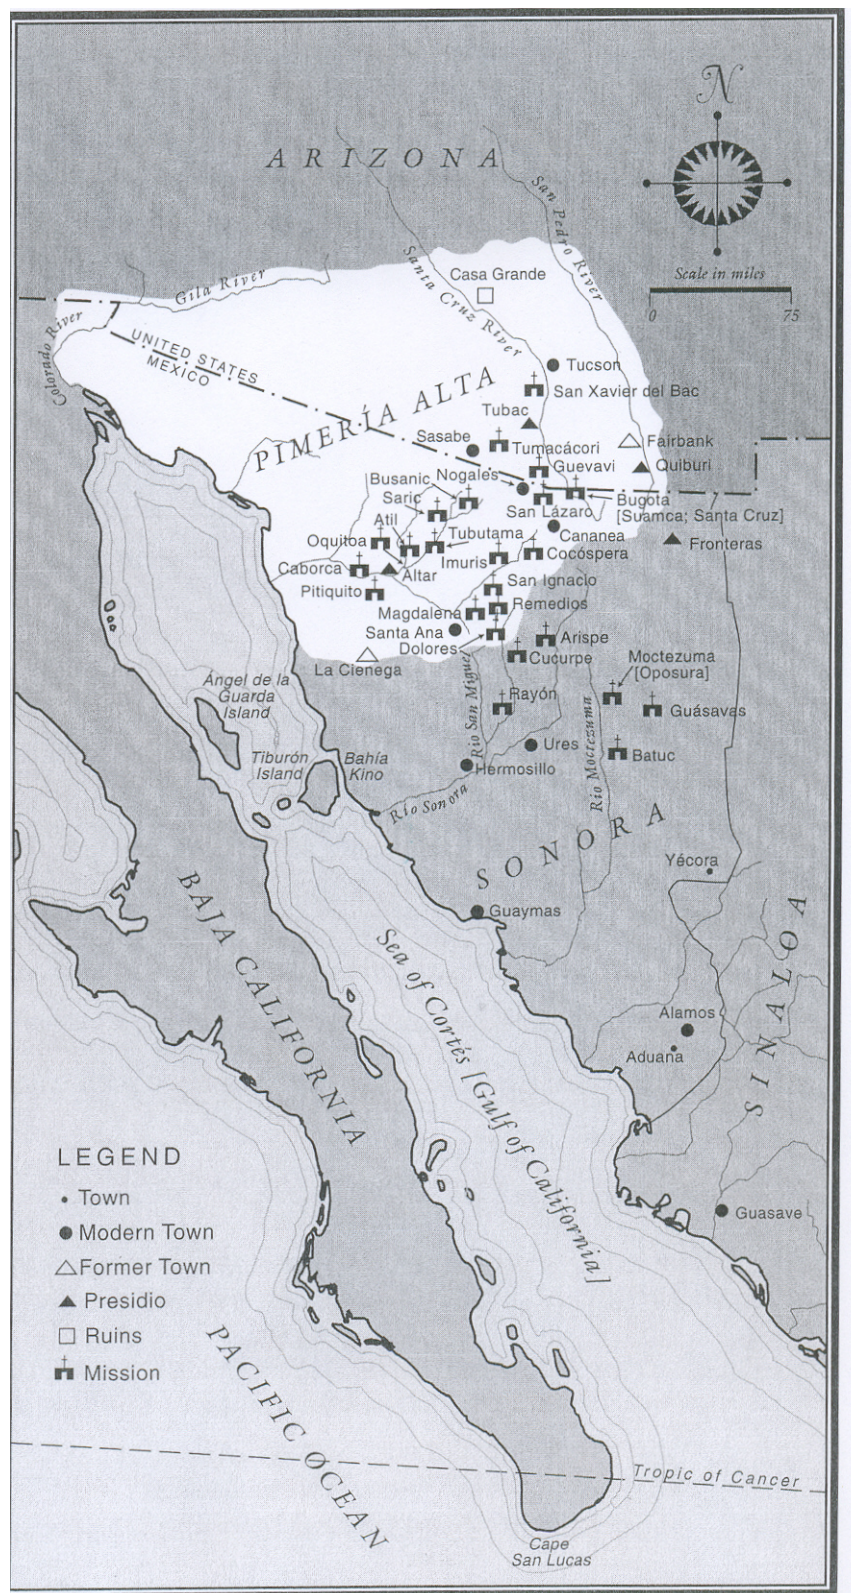 N
ARIZONA
San Pedro River
Scale in miles
0 75
Gila River
Santa Cruz River
Casa Grande
Colorado River
UNITED STATES
MEXICO
Tucson
San Xavier del Bac
PIMERÍA ALTA
Tubac
Sasabe
Tumacácori
Fairbank
Guevavi
Quiburi
Busanic
Nogales
Saric
San Lázaro
Bugota
[Suamca; Santa Cruz]
Atil
Oquitoa
Tubutama
Cananea
Fronteras
Imuris
Cocóspera
Caborca
Altar
Pitiquito
San Ignacio
Magdalena
Remedios
Santa Ana
Dolores
Arispe
La Cienega
Cucurpe
Moctezuma
[Oposura]
Río San Miguel
Rayón
Guásavas
Ángel de la
Guarda
Island
Río Moctezuma
Ures
Batuc
Tiburón
Island
Bahía
Kino
Hermosillo
Río Sonora
SONORA
Yécora
BAJA CALIFORNIA
Guaymas
SINALOA
Sea of Cortés [Gulf of California]
Alamos
Aduana
LEGEND
Town
Modern Town
Former Town
Presidio
Ruins
Mission
Guasave
PACIFIC OCEAN
Tropic of Cancer
Cape
San Lucas